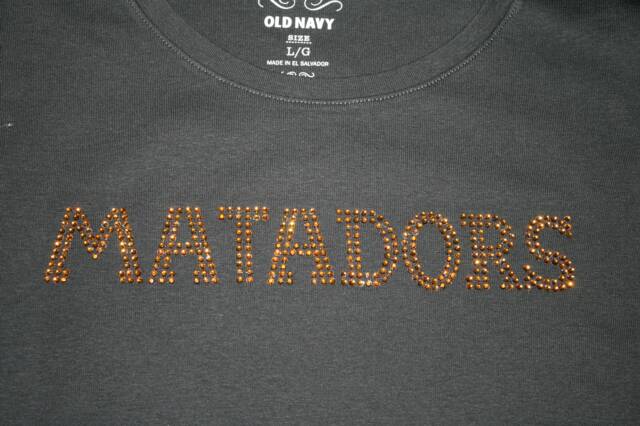 OLD NAVY
SIZE
L/G
MADE IN EL SALVADOR
MATADORS